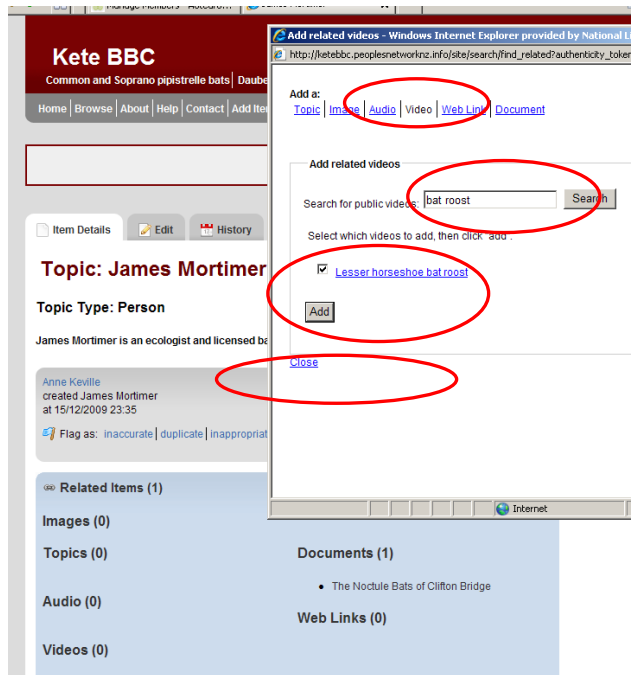 Manage Members - Aotearo...
Kete BBC
Common and Soprano pipistrelle bats Daube
Home Browse About Help Contact Add Ite
Item Details Edit History
Topic: James Mortimer
Topic Type: Person
James Mortimer is an ecologist and licensed ba
Anne Keville
created James Mortimer
at 15/12/2009 23:35
Flag as: inaccurate duplicate inappropriat
Related Items (1)
Images (0)
Topics (0)
Audio (0)
Videos (0)
Documents (1)
The Noctule Bats of Clifton Bridge
Web Links (0)
Add related videos - Windows Internet Explorer provided by National Li
http://ketebbc.peoplesnetworknz.info/site/search/find_related?authenticity_token
Add a:
Topic Image Audio Video Web Link Document
Add related videos
Search for public videos: bat roost Search
Select which videos to add, then click 'add'.
Lesser horseshoe bat roost
Add
Close
Internet